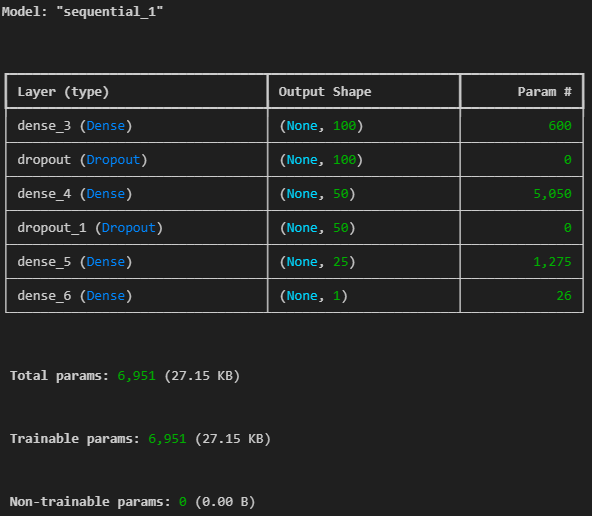 Model: "sequential_1"
Layer (type) Output Shape Param #
dense_3 (Dense) (None, 100) 600
dropout (Dropout) (None, 100) 0
dense_4 (Dense) (None, 50) 5,050
dropout_1 (Dropout) (None, 50) 0
dense_5 (Dense) (None, 25) 1,275
dense_6 (Dense) (None, 1) 26
Total params: 6,951 (27.15 KB)
Trainable params: 6,951 (27.15 KB)
Non-trainable params: 0 (0.00 B)